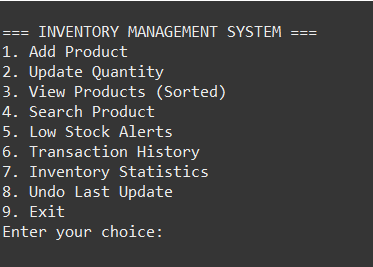 === INVENTORY MANAGEMENT SYSTEM ===
1. Add Product
2. Update Quantity
3. View Products (Sorted)
4. Search Product
5. Low Stock Alerts
6. Transaction History
7. Inventory Statistics
8. Undo Last Update
9. Exit
Enter your choice: